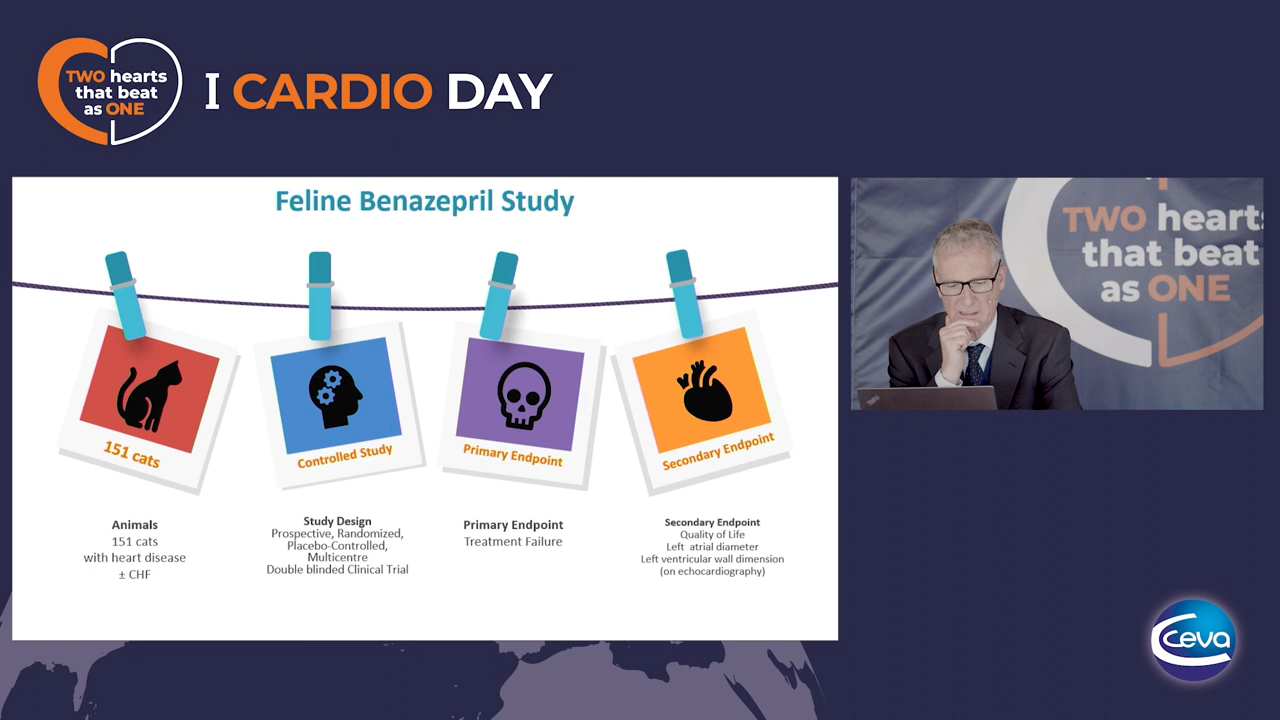 TWO hearts
that beat
as ONE
I CARDIO DAY
Feline Benazepril Study
151 cats
Controlled Study
Primary Endpoint
Secondary Endpoint
Animals
151 cats
with heart disease
± CHF
Study Design
Prospective, Randomized,
Placebo-Controlled,
Multicentre
Double blinded Clinical Trial
Primary Endpoint
Treatment Failure
Secondary Endpoint
Quality of Life
Left atrial diameter
Left ventricular wall dimension
(on echocardiography)
TWO hearts
that beat
as ONE
Ceva